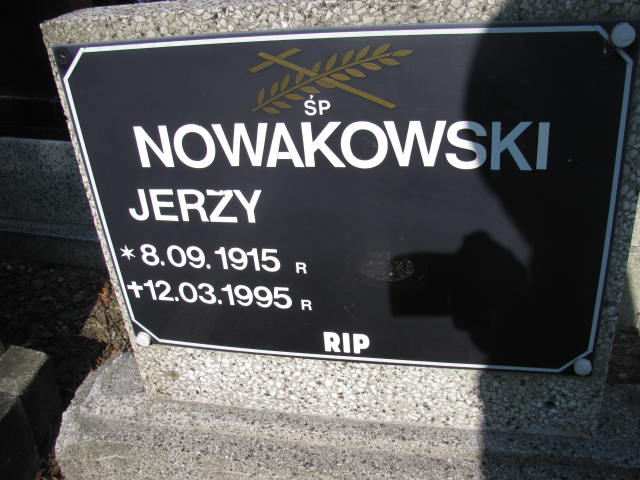 ŚP
NOWAKOWSKI
JERZY
*8.09.1915 R
✝12.03.1995 R
RIP